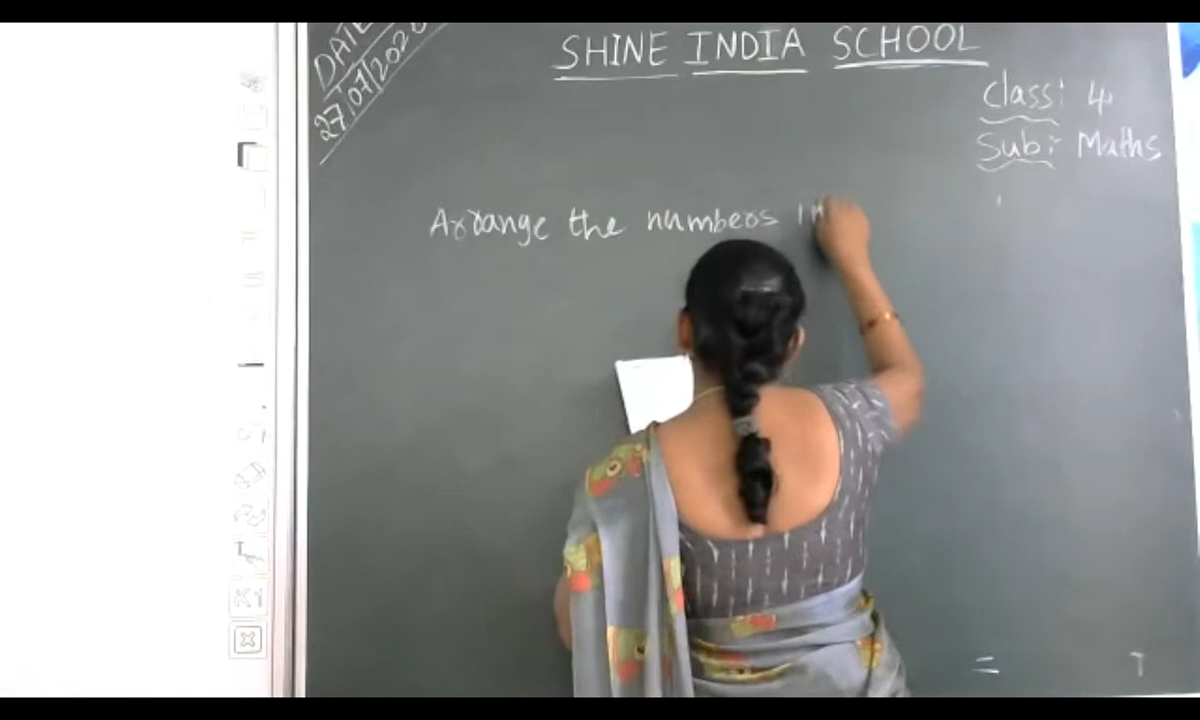 DATE
27/07/2020
SHINE INDIA SCHOOL
Class: 4
Sub: Maths
Arrange the numbers in